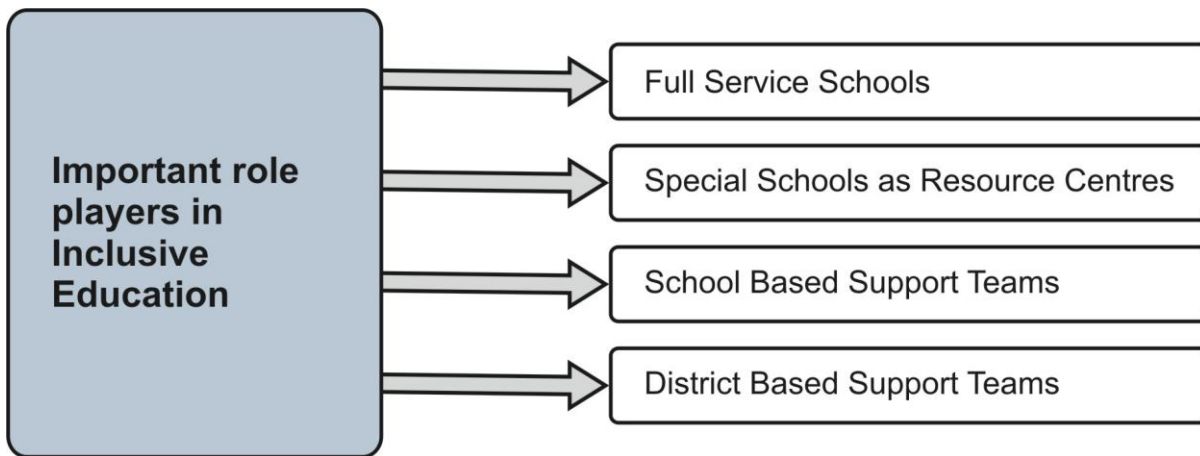 Important role
players in
Inclusive
Education
Full Service Schools
Special Schools as Resource Centres
School Based Support Teams
District Based Support Teams